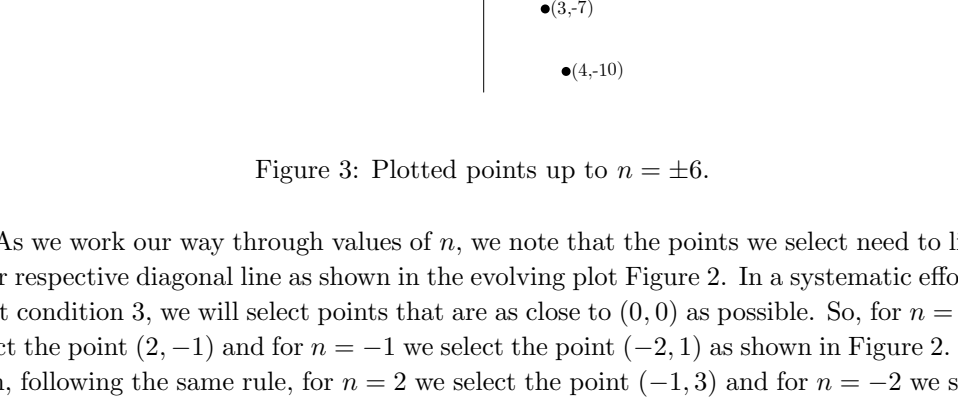 (3,-7)
(4,-10)
Figure 3: Plotted points up to n = ±6.
As we work our way through values of n, we note that the points we select need to
respective diagonal line as shown in the evolving plot Figure 2. In a systematic
condition 3, we will select points that are as close to (0, 0) as possible. So, for n =
the point (2, −1) and for n = −1 we select the point (−2, 1) as shown in Figure 2.
, following the same rule, for n = 2 we select the point (−1, 3) and for n = −2 we